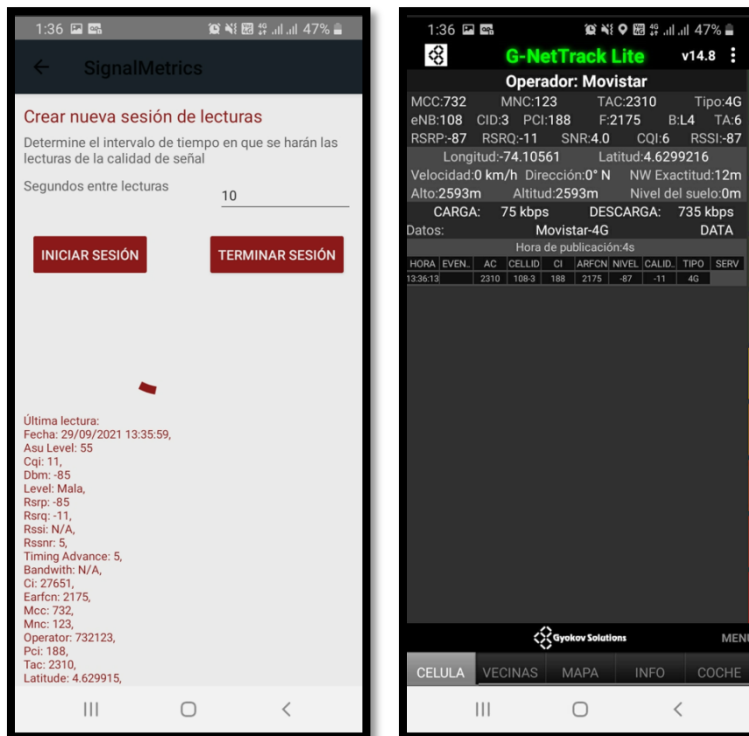 1:36 47%
SignalMetrics
Crear nueva sesión de lecturas
Determine el intervalo de tiempo en que se harán las
lecturas de la calidad de señal
Segundos entre lecturas 10
INICIAR SESIÓN TERMINAR SESIÓN
Última lectura:
Fecha: 29/09/2021 13:35:59,
Asu Level: 55
Cqi: 11,
Dbm: -85
Level: Mala,
Rsrp: -85
Rsrq: -11,
Rssi: N/A,
Rssnr: 5,
Timing Advance: 5,
Bandwith: N/A,
Ci: 27651,
Earfcn: 2175,
Mcc: 732,
Mnc: 123,
Operator: 732123,
Pci: 188,
Tac: 2310,
Latitude: 4.629915,
1:36 4G 47%
G-NetTrack Lite v14.8
Operador: Movistar
MCC:732 MNC:123 TAC:2310 Tipo:4G
eNB:108 CID:3 PCI:188 F:2175 B:L4 TA:6
RSRP:-87 RSRQ:-11 SNR:4.0 CQI:6 RSSI:-87
Longitud:-74.10561 Latitud:4.6299216
Velocidad:0 km/h Dirección:0° N NW Exactitud:12m
Alto:2593m Altitud:2593m Nivel del suelo:0m
CARGA: 75 kbps DESCARGA: 735 kbps
Datos: Movistar-4G DATA
Hora de publicación:4s
HORA EVEN.. AC CELLID CI ARFCN NIVEL CALID.. TIPO SERV
13:36:13 2310 108-3 188 2175 -87 -11 4G
Gyokov Solutions MENU
CELULA VECINAS MAPA INFO COCHE